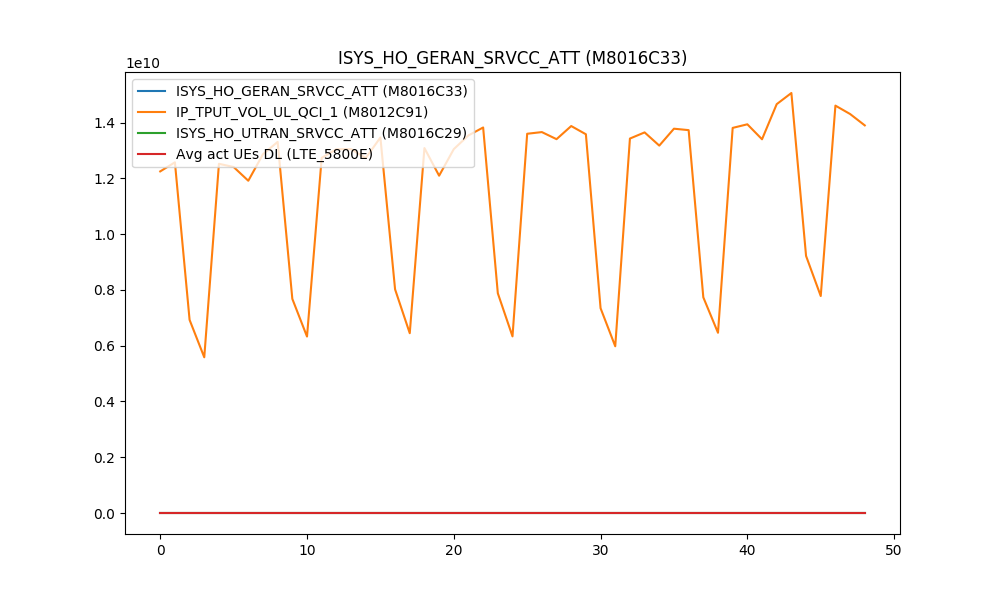 ISYS_HO_GERAN_SRVCC_ATT (M8016C33)
1e10
ISYS_HO_GERAN_SRVCC_ATT (M8016C33)
IP_TPUT_VOL_UL_QCI_1 (M8012C91)
ISYS_HO_UTRAN_SRVCC_ATT (M8016C29)
Avg act UEs DL (LTE_5800E)
1.4
1.2
1.0
0.8
0.6
0.4
0.2
0.0
0 10 20 30 40 50